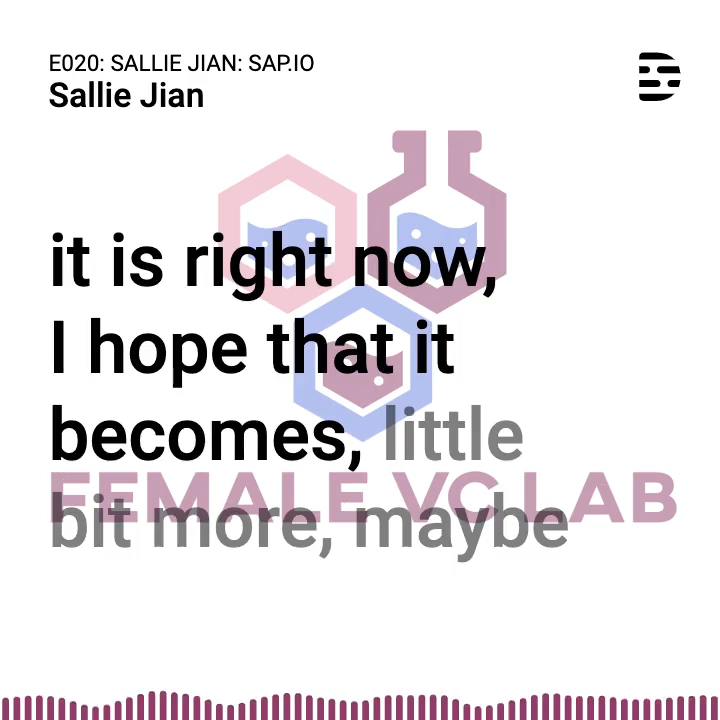 E020: SALLIE JIAN: SAP.IO
Sallie Jian
it is right now,
I hope that it
becomes, little
FEMALE VC LAB
bit more, maybe